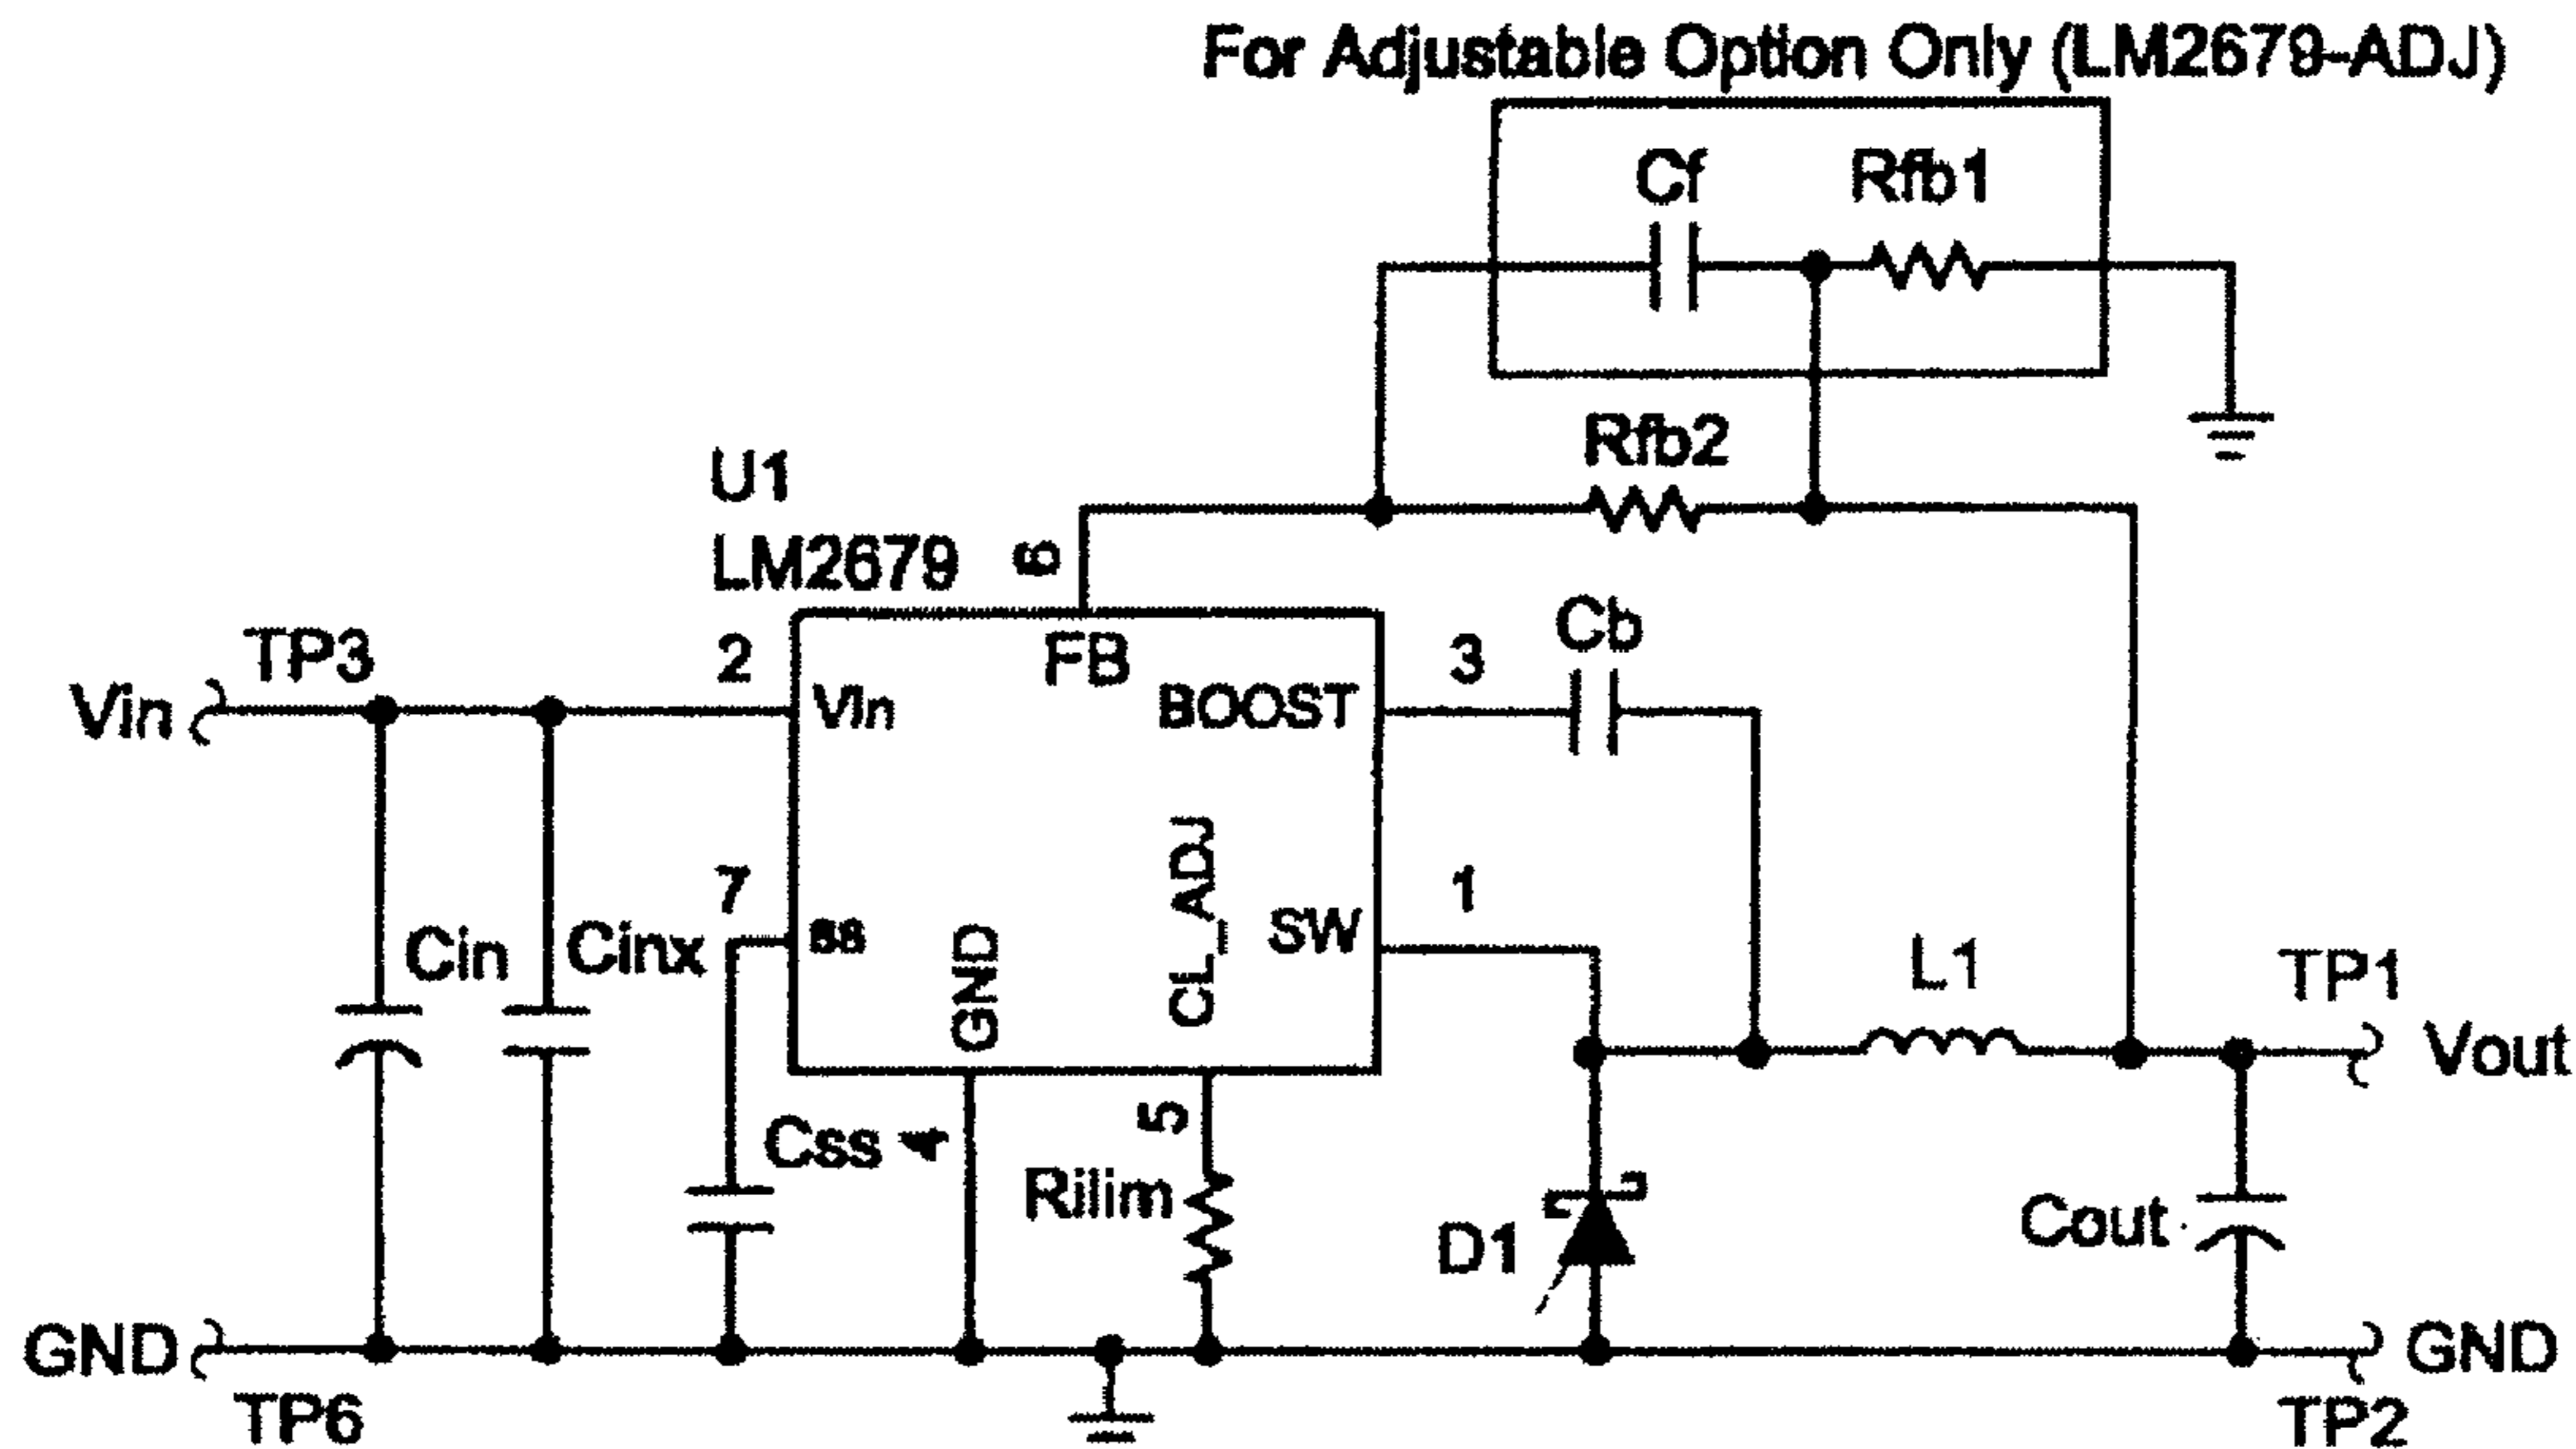 For Adjustable Option Only (LM2679-ADJ)
Cf
Rfb1
Rfb2
U1
LM2679
6
FB
Cb
TP3
2
3
Vin
Vin
BOOST
7
ss
CL_ADJ
1
SW
GND
L1
TP1
Vout
Cin
Cinx
Css
4
5
Rilim
D1
Cout
GND
GND
TP6
TP2